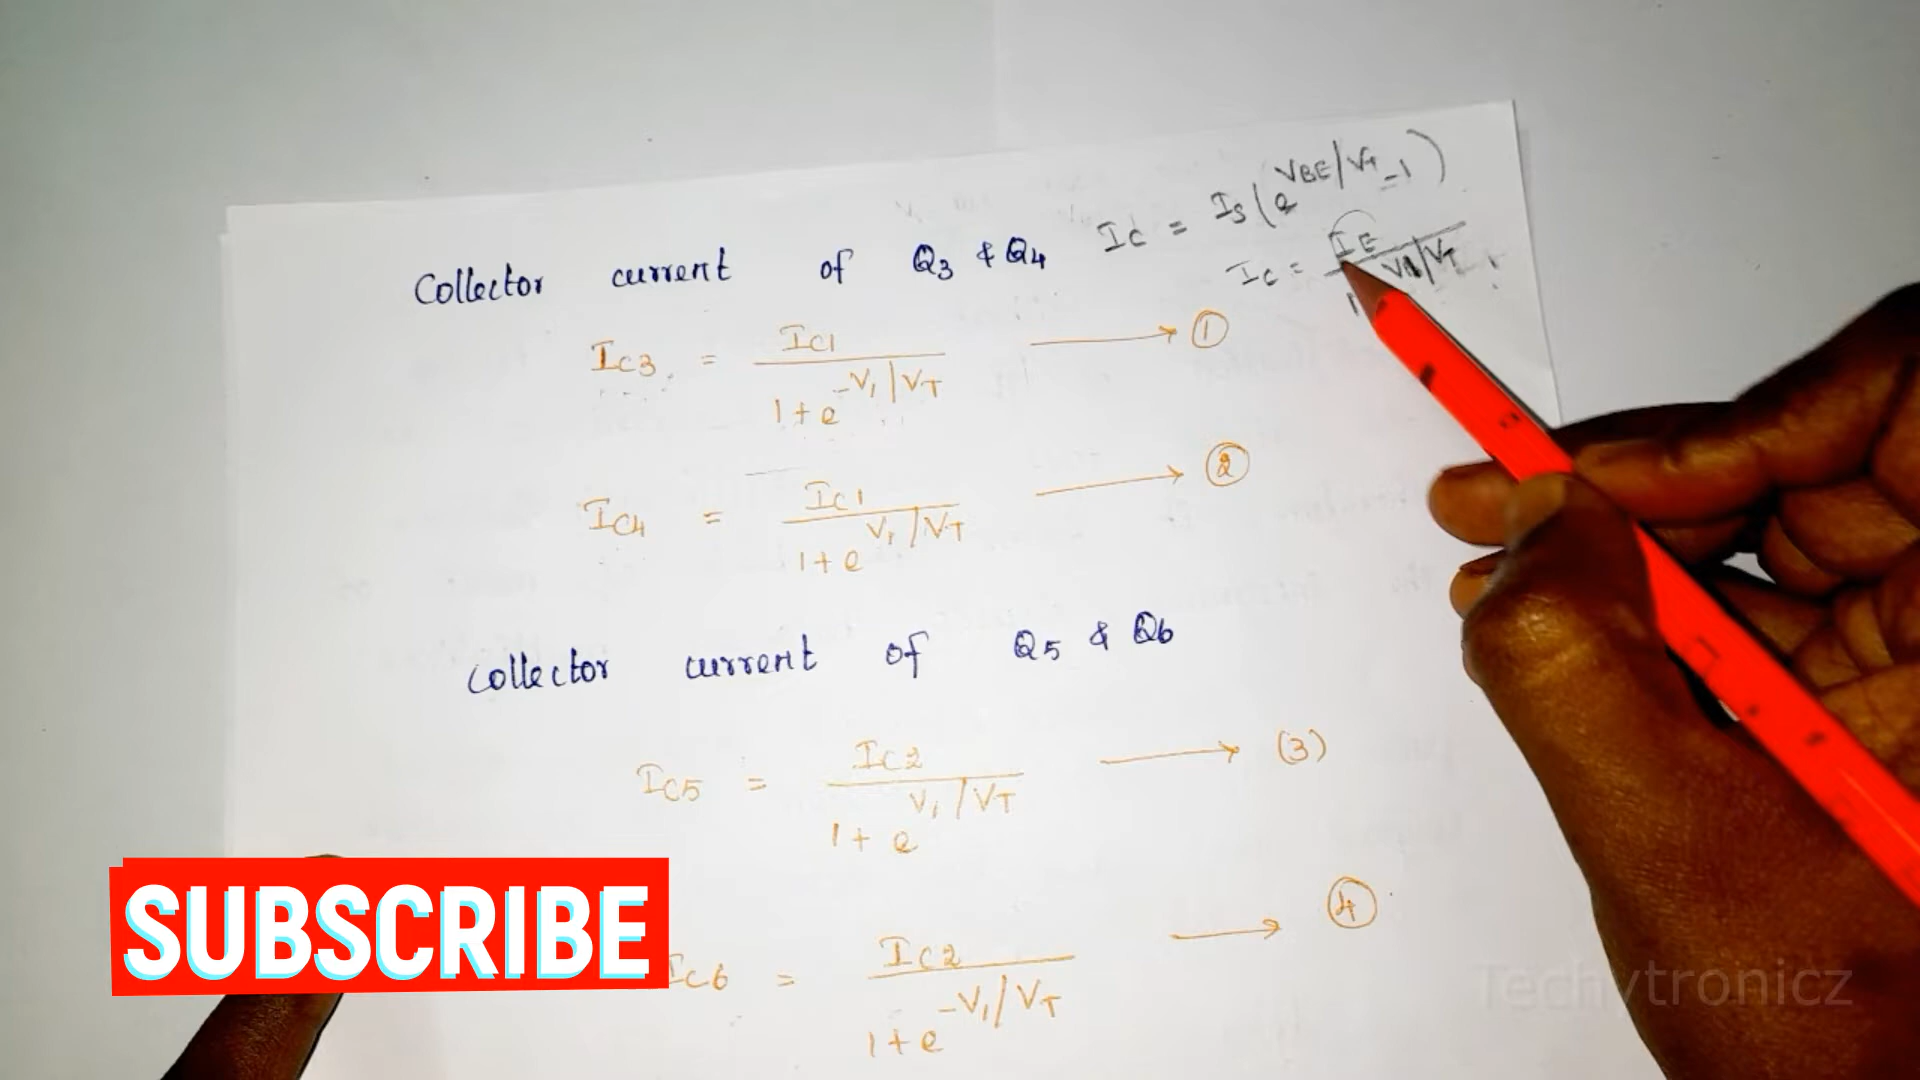 IC = IS(e^VBE/VT -1)
Collector current of Q3 & Q4
IC = IE
VT
IC3 = IC1 / 1+e^-V1/VT → ①
IC4 = IC1 / 1+e^V1/VT → ②
Collector current of Q5 & Q6
IC5 = IC2 / 1+e^V1/VT → (3)
IC6 = IC2 / 1+e^-V1/VT → ④
SUBSCRIBE
Techytronicz